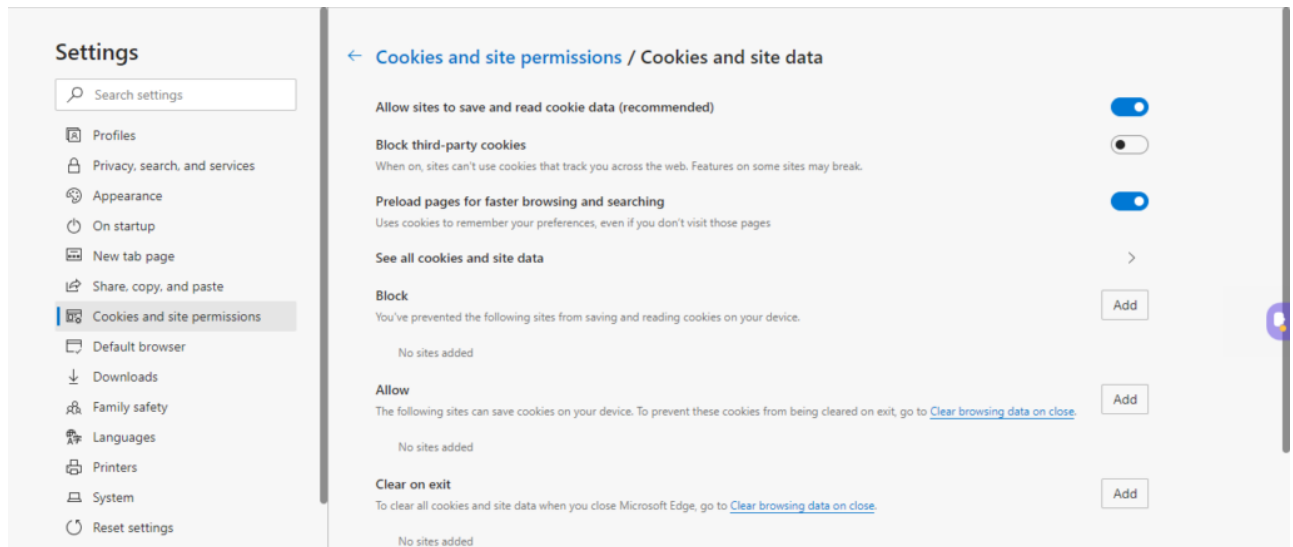 Settings
Search settings
Profiles
Privacy, search, and services
Appearance
On startup
New tab page
Share, copy, and paste
Cookies and site permissions
Default browser
Downloads
Family safety
Languages
Printers
System
Reset settings
Cookies and site permissions / Cookies and site data
Allow sites to save and read cookie data (recommended)
Block third-party cookies
When on, sites can't use cookies that track you across the web. Features on some sites may break.
Preload pages for faster browsing and searching
Uses cookies to remember your preferences, even if you don't visit those pages
See all cookies and site data
Block
Add
You've prevented the following sites from saving and reading cookies on your device.
No sites added
Allow
Add
The following sites can save cookies on your device. To prevent these cookies from being cleared on exit, go to Clear browsing data on close.
No sites added
Clear on exit
Add
To clear all cookies and site data when you close Microsoft Edge, go to Clear browsing data on close.
No sites added